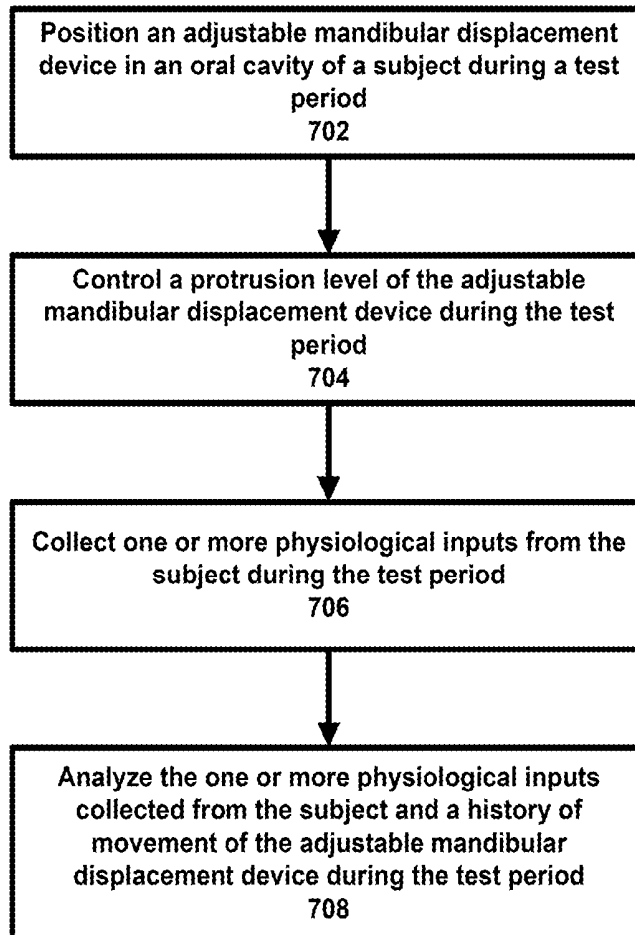 Position an adjustable mandibular displacement
device in an oral cavity of a subject during a test
period
702
Control a protrusion level of the adjustable
mandibular displacement device during the test
period
704
Collect one or more physiological inputs from the
subject during the test period
706
Analyze the one or more physiological inputs
collected from the subject and a history of
movement of the adjustable mandibular
displacement device during the test period
708